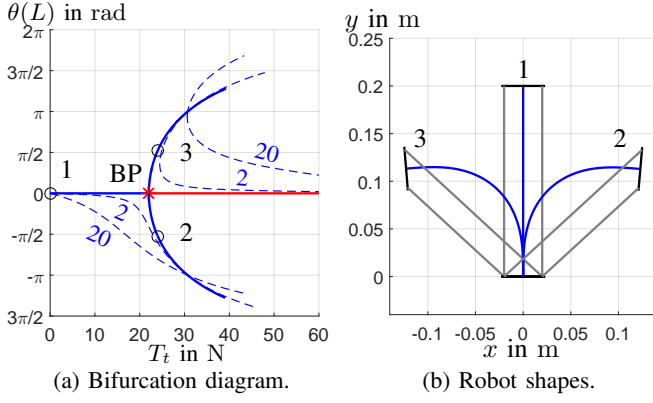 θ(L) in rad
2π
3π/2
π
π/2
0
-π/2
-π
3π/2
1
BP
3
2
20
2
2
20
0 10 20 30 40 50 60
T_t in N
(a) Bifurcation diagram.
y in m
0.25
0.2
0.15
0.1
0.05
0
1
3
2
-0.1 -0.05 0 0.05 0.1
x in m
(b) Robot shapes.